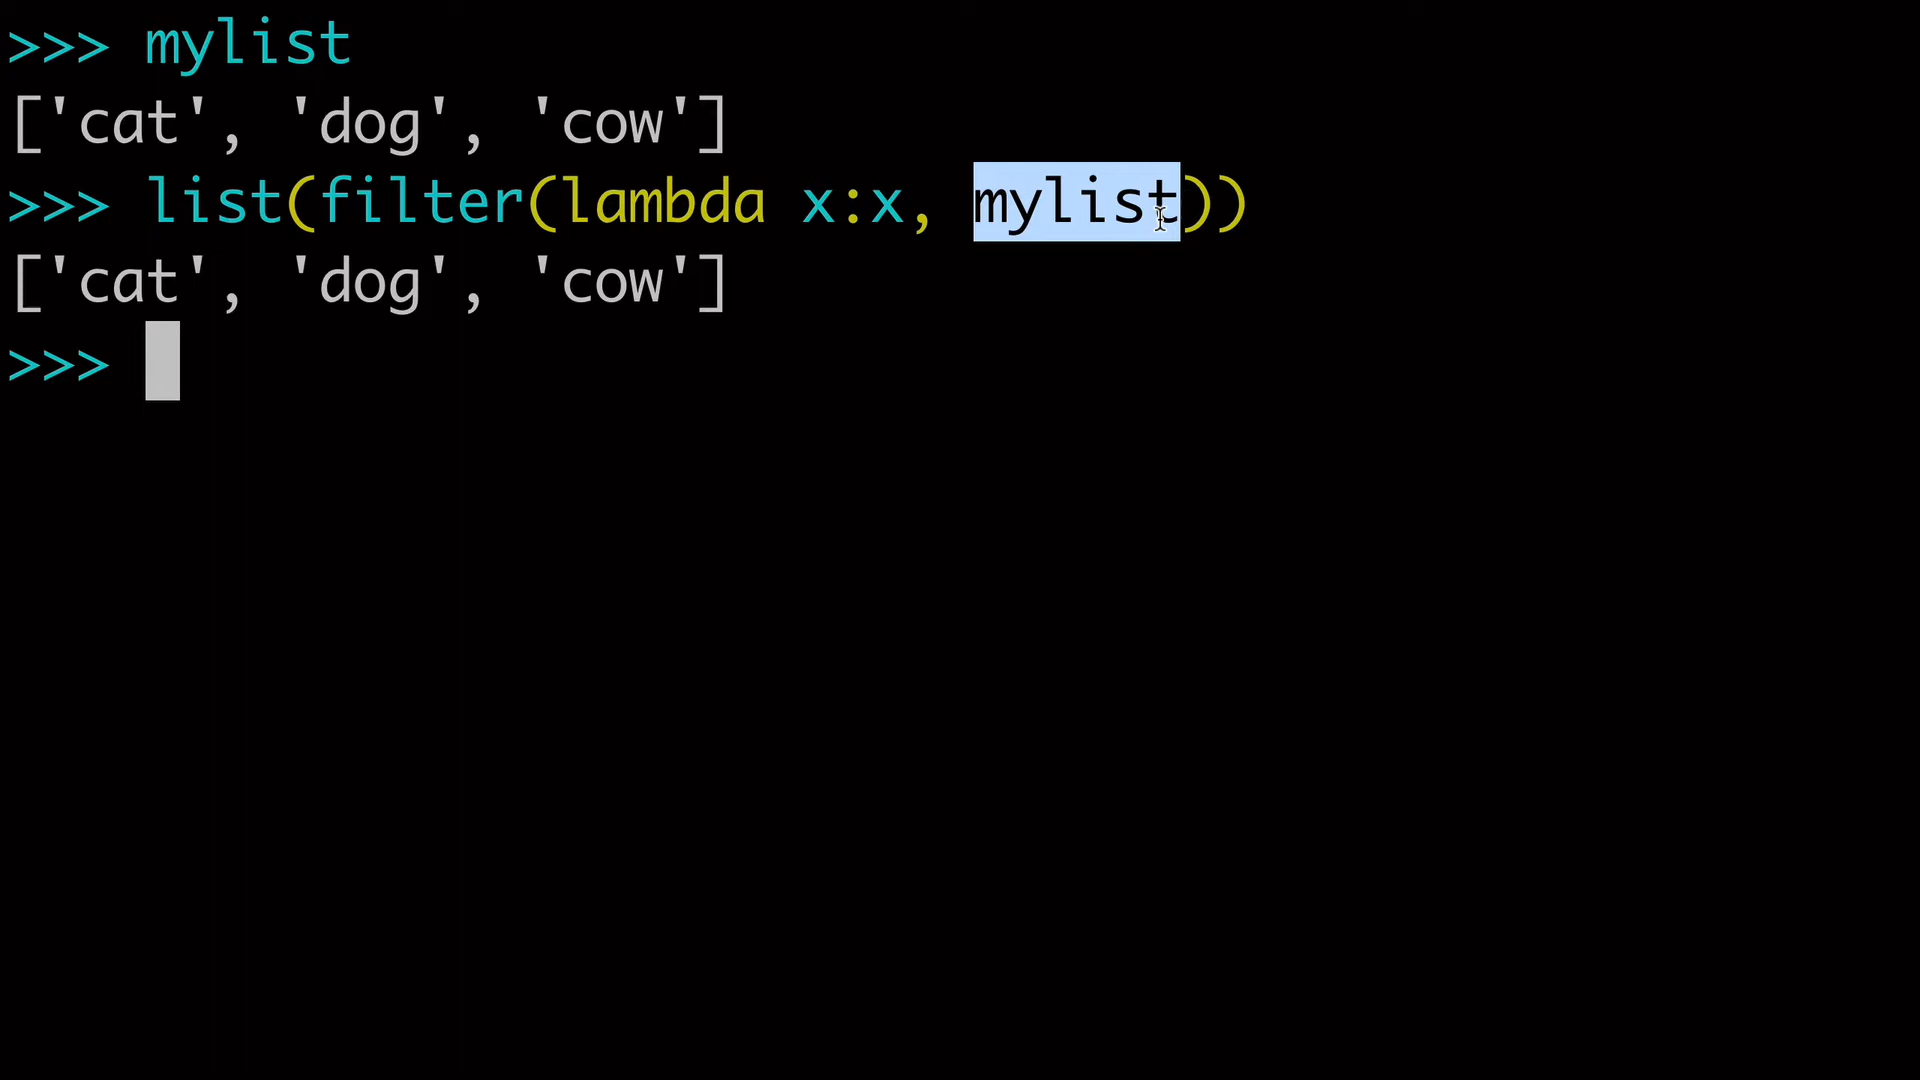 >>> mylist
['cat', 'dog', 'cow']
>>> list(filter(lambda x:x, mylist))
['cat', 'dog', 'cow']
>>>